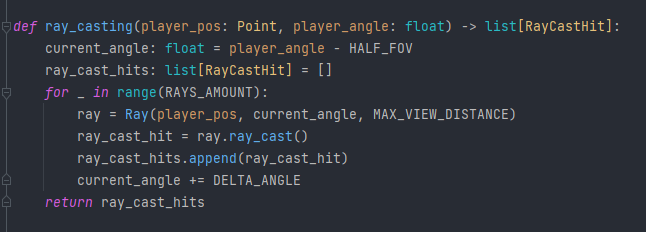 def ray_casting(player_pos: Point, player_angle: float) -> list[RayCastHit]:
    current_angle: float = player_angle - HALF_FOV
    ray_cast_hits: list[RayCastHit] = []
    for _ in range(RAYS_AMOUNT):
        ray = Ray(player_pos, current_angle, MAX_VIEW_DISTANCE)
        ray_cast_hit = ray.ray_cast()
        ray_cast_hits.append(ray_cast_hit)
        current_angle += DELTA_ANGLE
    return ray_cast_hits